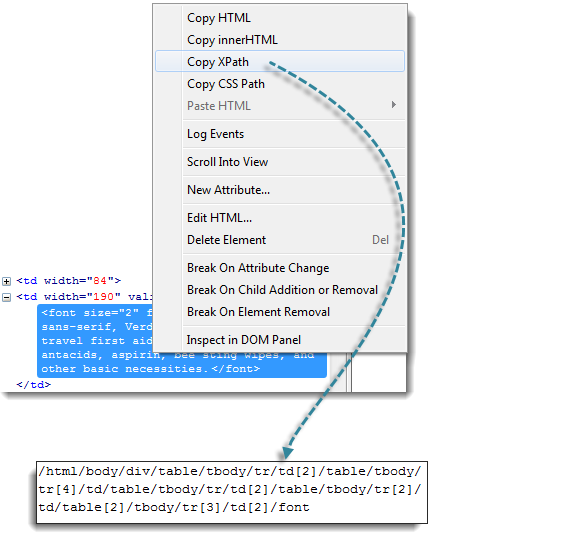 Copy HTML
Copy innerHTML
Copy XPath
Copy CSS Path
Paste HTML
Log Events
Scroll Into View
New Attribute...
Edit HTML...
Delete Element Del
Break On Attribute Change
Break On Child Addition or Removal
Break On Element Removal
Inspect in DOM Panel
<td width="84">
<td width="190" vali
<font size="2" f
sans-serif, Verd
travel first aid
antacids, aspirin, bee sting wipes, and
other basic necessities.</font>
</td>
/html/body/div/table/tbody/tr/td[2]/table/tbody/
tr[4]/td/table/tbody/tr/td[2]/table/tbody/tr[2]/
td/table[2]/tbody/tr[3]/td[2]/font